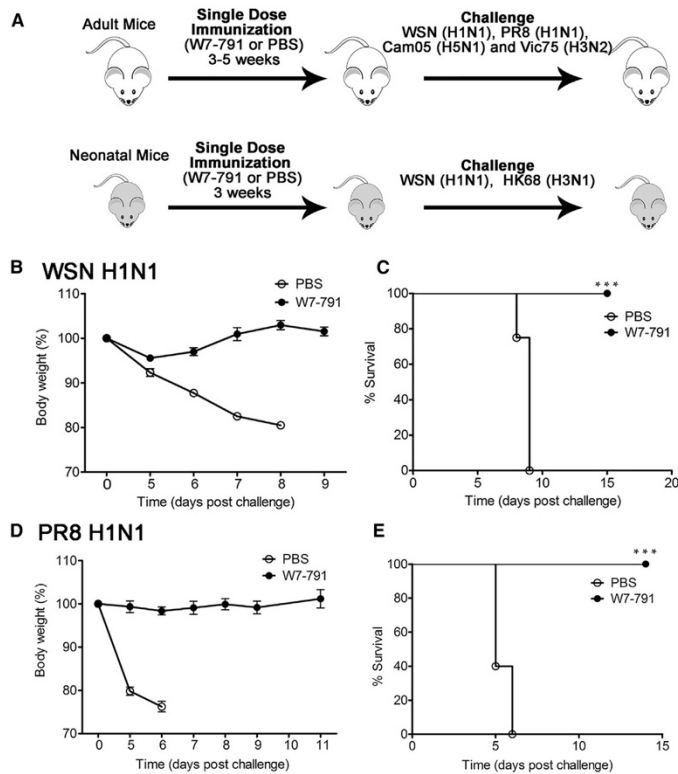 A
Adult Mice
Single Dose
Immunization
(W7-791 or PBS)
3-5 weeks
Challenge
WSN (H1N1), PR8 (H1N1),
Cam05 (H5N1) and Vic75 (H3N2)
Neonatal Mice
Single Dose
Immunization
(W7-791 or PBS)
3 weeks
Challenge
WSN (H1N1), HK68 (H3N1)
B WSN H1N1
PBS
W7-791
Body weight (%)
110
100
90
80
70
0 5 6 7 8 9
Time (days post challenge)
C
***
PBS
W7-791
% Survival
100
80
60
40
20
0
0 5 10 15 20
Time (days post challenge)
D PR8 H1N1
PBS
W7-791
Body weight (%)
110
100
90
80
70
0 5 6 7 8 9 10 11
Time (days post challenge)
E
***
PBS
W7-791
% Survival
100
80
60
40
20
0
0 5 10 15
Time (days post challenge)